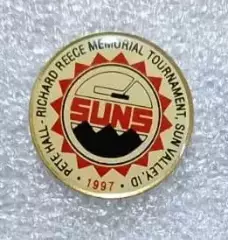 PETE HALL - RICHARD REECE MEMORIAL TOURNAMENT, SUN VALLEY, ID
SUNS
• 1997 •